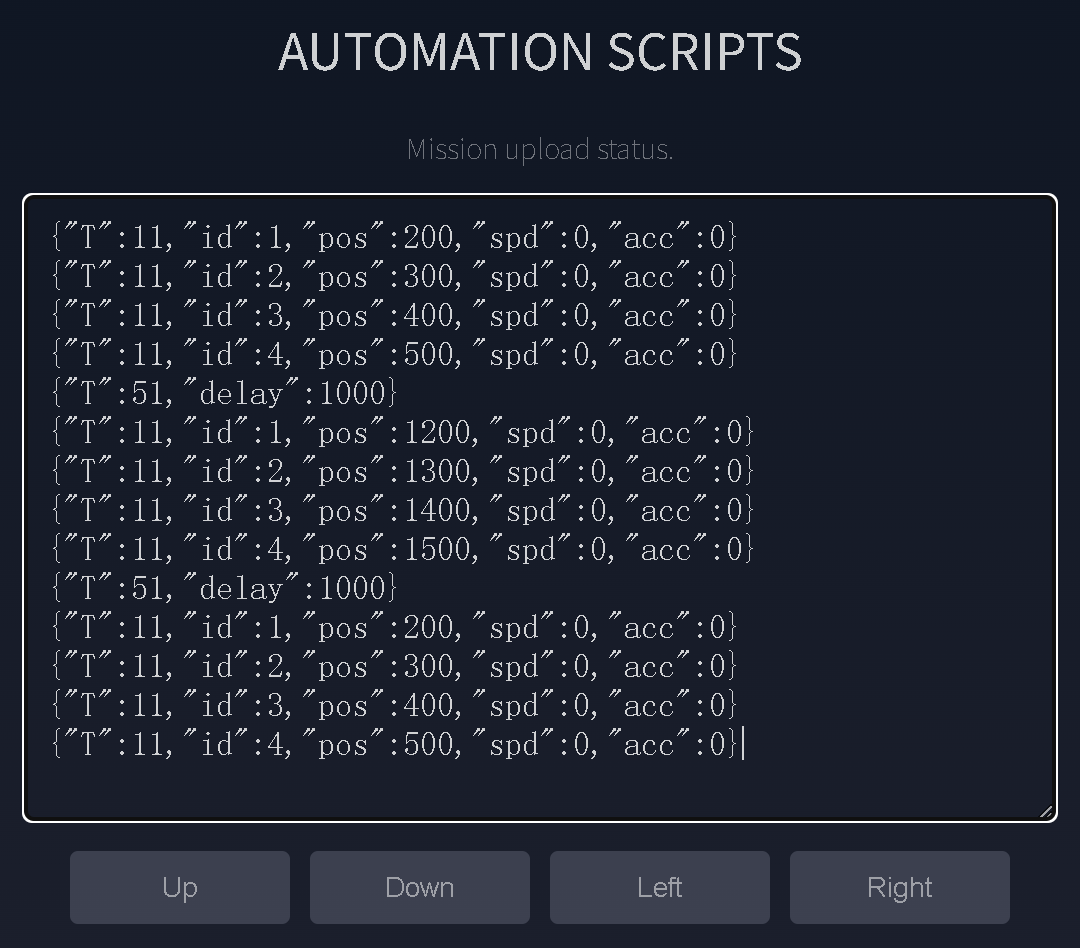 AUTOMATION SCRIPTS
Mission upload status.
{"T":11,"id":1,"pos":200,"spd":0,"acc":0}
{"T":11,"id":2,"pos":300,"spd":0,"acc":0}
{"T":11,"id":3,"pos":400,"spd":0,"acc":0}
{"T":11,"id":4,"pos":500,"spd":0,"acc":0}
{"T":51,"delay":1000}
{"T":11,"id":1,"pos":1200,"spd":0,"acc":0}
{"T":11,"id":2,"pos":1300,"spd":0,"acc":0}
{"T":11,"id":3,"pos":1400,"spd":0,"acc":0}
{"T":11,"id":4,"pos":1500,"spd":0,"acc":0}
{"T":51,"delay":1000}
{"T":11,"id":1,"pos":200,"spd":0,"acc":0}
{"T":11,"id":2,"pos":300,"spd":0,"acc":0}
{"T":11,"id":3,"pos":400,"spd":0,"acc":0}
{"T":11,"id":4,"pos":500,"spd":0,"acc":0}
Up Down Left Right